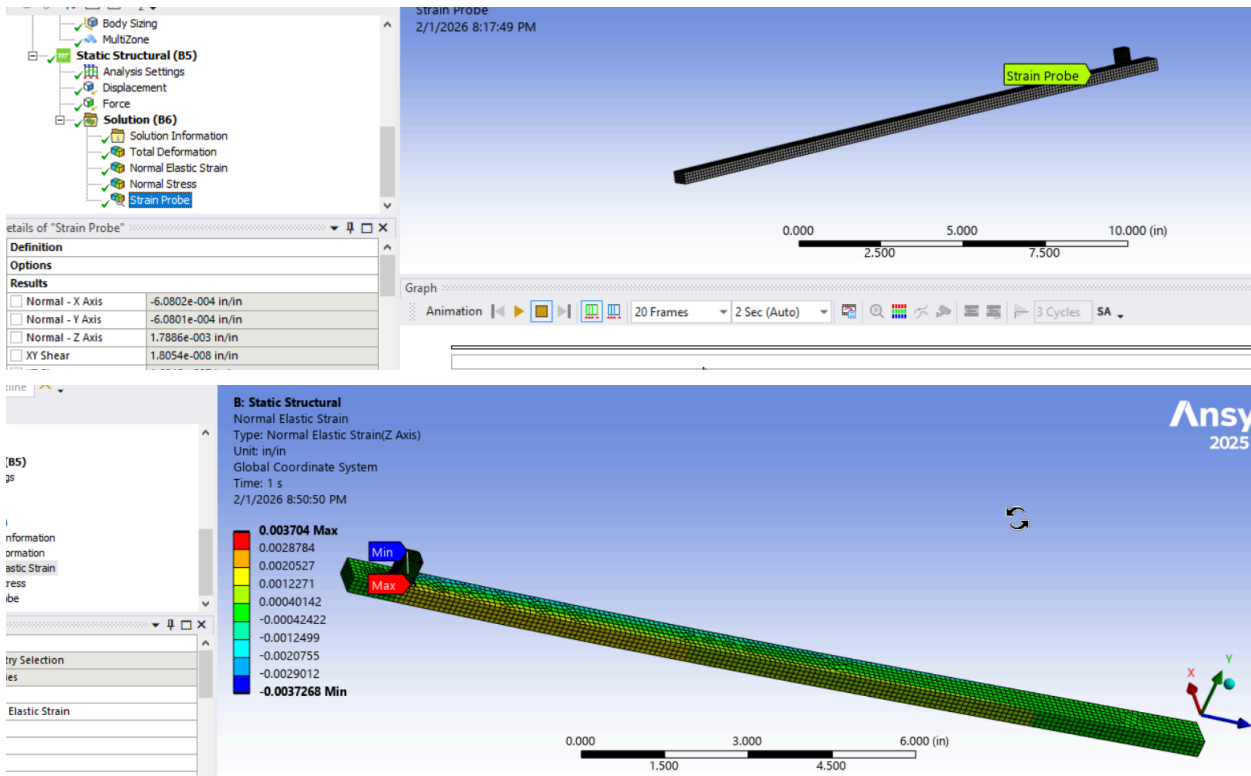 Strain Probe
2/1/2026 8:17:49 PM
Body Sizing
MultiZone
Static Structural (B5)
Analysis Settings
Displacement
Force
Solution (B6)
Solution Information
Total Deformation
Normal Elastic Strain
Normal Stress
Strain Probe
Strain Probe
0.000 5.000 10.000 (in)
2.500 7.500
etails of "Strain Probe"
Definition
Options
Results
Normal - X Axis -6.0802e-004 in/in
Normal - Y Axis -6.0801e-004 in/in
Normal - Z Axis 1.7886e-003 in/in
XY Shear 1.8054e-008 in/in
Graph
Animation 20 Frames 2 Sec (Auto) 3 Cycles SA
B: Static Structural
Normal Elastic Strain
Type: Normal Elastic Strain(Z Axis)
Unit: in/in
Global Coordinate System
Time: 1 s
2/1/2026 8:50:50 PM
0.003704 Max
0.0028784
0.0020527
0.0012271
0.00040142
-0.00042422
-0.0012499
-0.0020755
-0.0029012
-0.0037268 Min
Min
Max
Ansy
2025
(B5)
gs
nformation
ormation
astic Strain
ress
be
try Selection
ies
Elastic Strain
X Y
0.000 3.000 6.000 (in)
1.500 4.500